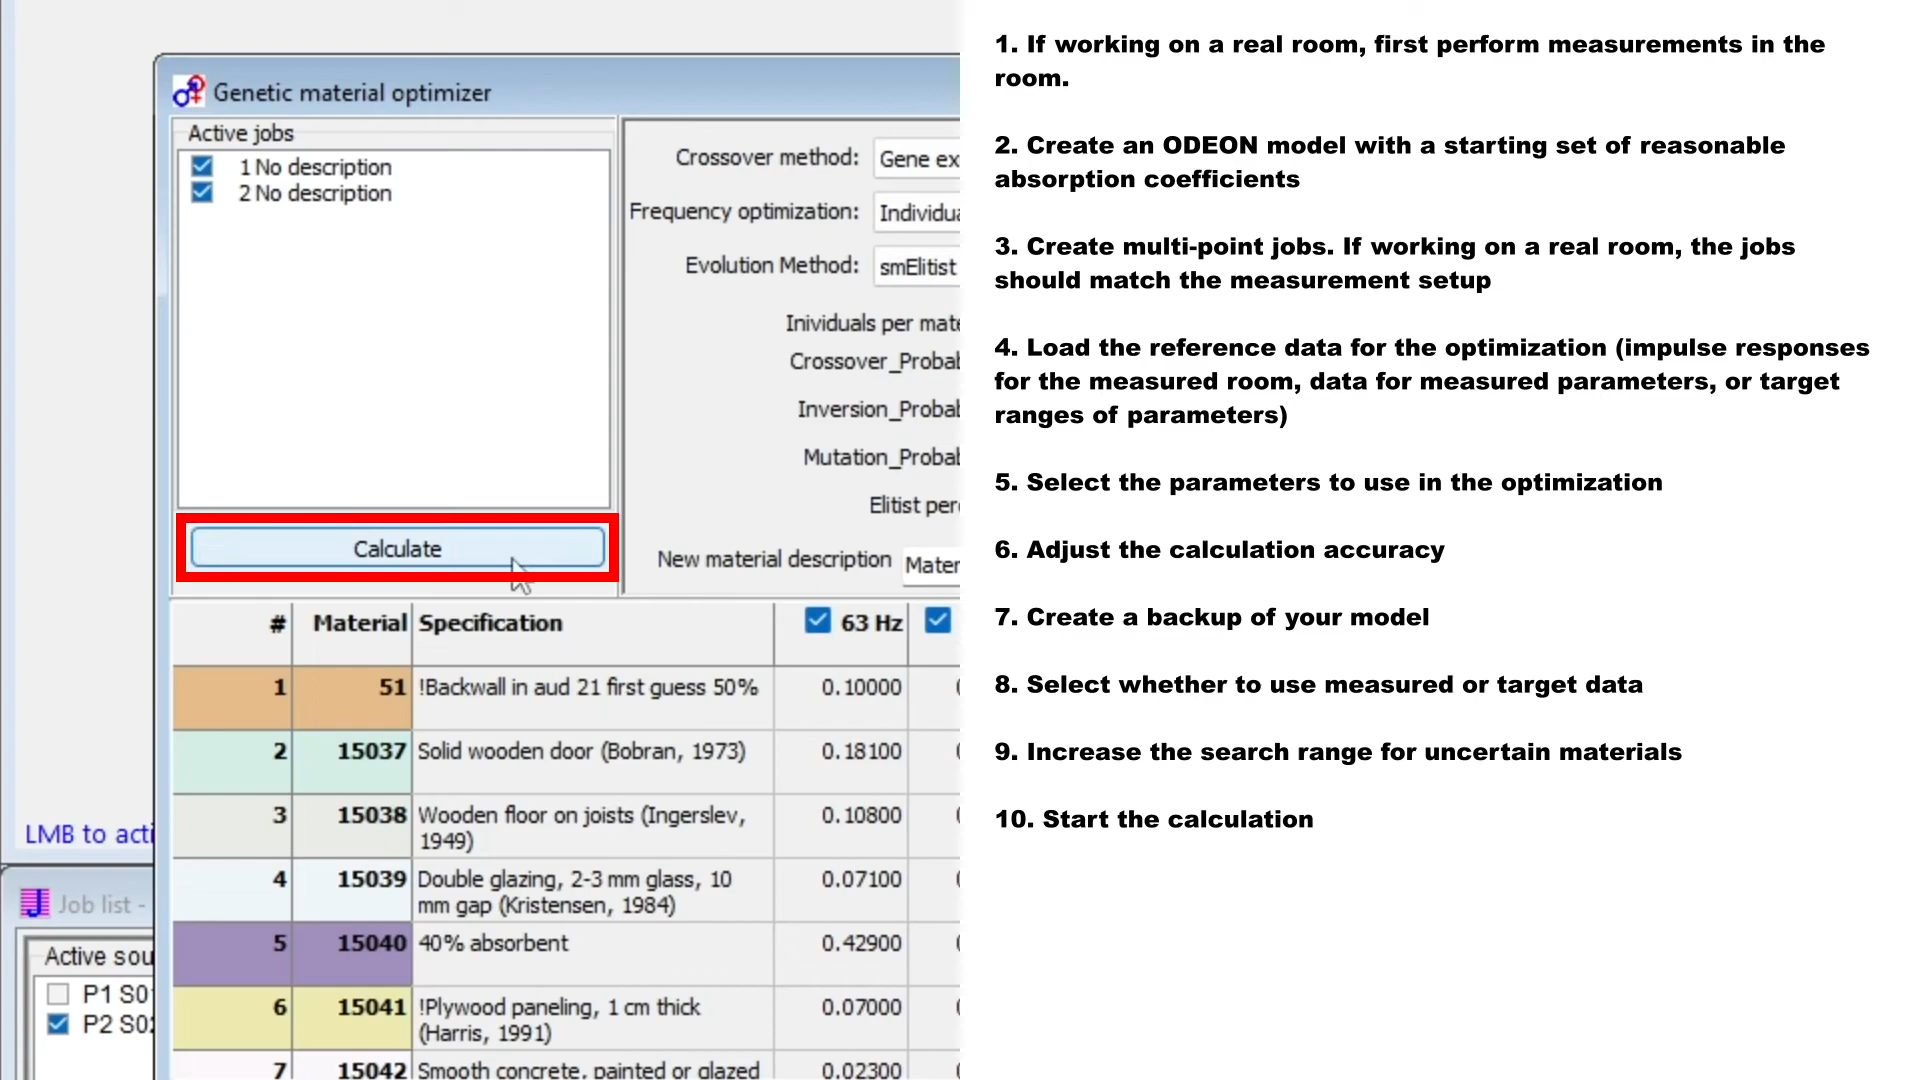 Genetic material optimizer
Active jobs
1 No description
2 No description
Calculate
Crossover method:
Frequency optimization:
Evolution Method: smElitist
Inividuals per
Elitist
New material description
# Material Specification 63 Hz
1 51 !Backwall in aud 21 first guess 50% 0.10000
2 15037 Solid wooden door (Bobran, 1973) 0.18100
3 15038 Wooden floor on joists (Ingerslev, 0.10800
1949)
4 15039 Double glazing, 2-3 mm glass, 10 0.07100
mm gap (Kristensen, 1984)
5 15040 40% absorbent 0.42900
6 15041 !Plywood paneling, 1 cm thick 0.07000
(Harris, 1991)
7 15042 Smooth concrete, painted or glazed 0.02300
LMB to
Job list -
Active
P1
P2
1. If working on a real room, first perform measurements in the
room.
2. Create an ODEON model with a starting set of reasonable
absorption coefficients
3. Create multi-point jobs. If working on a real room, the jobs
should match the measurement setup
4. Load the reference data for the optimization (impulse responses
for the measured room, data for measured parameters, or target
ranges of parameters)
5. Select the parameters to use in the optimization
6. Adjust the calculation accuracy
7. Create a backup of your model
8. Select whether to use measured or target data
9. Increase the search range for uncertain materials
10. Start the calculation